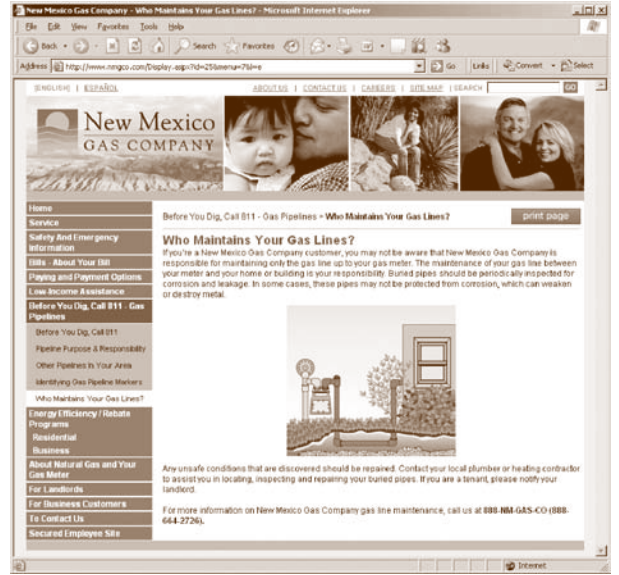 New Mexico Gas Company - Who Maintains Your Gas Lines? - Microsoft Internet Explorer
File Edit View Favorites Tools Help
Back Search Favorites
Address http://www.nmgco.com/Display.aspx?id=25&menu=7&l=e Go Links Convert Select
[ENGLISH] | ESPAÑOL ABOUT US | CONTACT US | CAREERS | SITE MAP | SEARCH GO
New Mexico
GAS COMPANY
Home
Service
Safety And Emergency
Information
Bills - About Your Bill
Paying and Payment Options
Low-Income Assistance
Before You Dig, Call 811 - Gas
Pipelines
Before You Dig, Call 811
Pipeline Purpose & Responsibility
Other Pipelines In Your Area
Identifying Gas Pipeline Markers
Who Maintains Your Gas Lines?
Energy Efficiency / Rebate
Programs
Residential
Business
About Natural Gas and Your
Gas Meter
For Landlords
For Business Customers
To Contact Us
Secured Employee Site
Before You Dig, Call 811 - Gas Pipelines > Who Maintains Your Gas Lines? print page
Who Maintains Your Gas Lines?
If you're a New Mexico Gas Company customer, you may not be aware that New Mexico Gas Company is
responsible for maintaining only the gas line up to your gas meter. The maintenance of your gas line between
your meter and your home or building is your responsibility. Buried pipes should be periodically inspected for
corrosion and leakage. In some cases, these pipes may not be protected from corrosion, which can weaken
or destroy metal.
Any unsafe conditions that are discovered should be repaired. Contact your local plumber or heating contractor
to assist you in locating, inspecting and repairing your buried pipes. If you are a tenant, please notify your
landlord.
For more information on New Mexico Gas Company gas line maintenance, call us at 888-NM-GAS-CO (888-
664-2726).
Internet